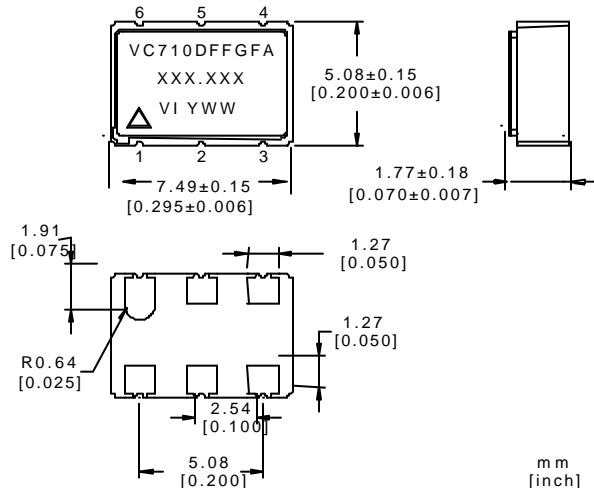 6 5 4
VC710DFFGFA
XXX.XXX
VI YWW
1 2 3
5.08±0.15
[0.200±0.006]
7.49±0.15
[0.295±0.006]
1.77±0.18
[0.070±0.007]
1.91
[0.075]
1.27
[0.050]
1.27
[0.050]
R0.64
[0.025]
2.54
[0.100]
5.08
[0.200]
mm
[inch]